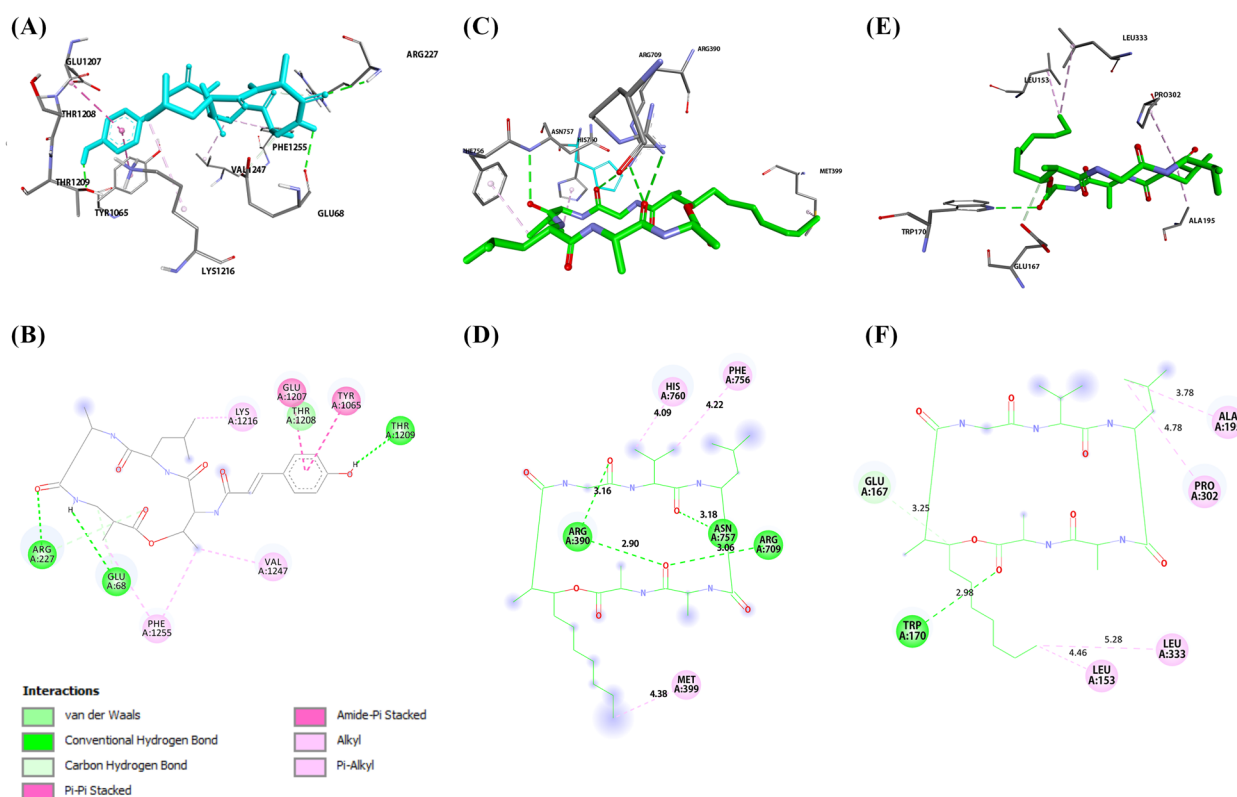 (A)
GLU1207
THR1208
THR1209
TYR1065
LYS1216
VAL1247
PHE1255
GLU68
ARG227
(C)
ARG709
ARG390
ASN757
HIS760
PHE756
MET399
(E)
LEU333
LEU153
PRO302
TRP170
GLU167
ALA195
(B)
LYS
A:1216
GLU
A:1207
THR
A:1208
TYR
A:1065
THR
A:1209
O
N
N
O
O
O
N
H
O
O
N
O
H
ARG
A:227
GLU
A:68
PHE
A:1255
VAL
A:1247
(D)
HIS
A:760
4.09
PHE
A:756
4.22
O
O
N
N
3.16
O
3.18
ARG
A:390
2.90
ASN
A:757
3.06
ARG
A:709
O
O
O
N
N
O
MET
A:399
4.38
(F)
3.78
4.78
PRO
A:302
O
N
N
O
O
GLU
A:167
3.25
O
O
N
N
O
O
2.98
TRP
A:170
5.28
4.46
LEU
A:333
LEU
A:153
Interactions
van der Waals
Conventional Hydrogen Bond
Carbon Hydrogen Bond
Pi-Pi Stacked
Amide-Pi Stacked
Alkyl
Pi-Alkyl